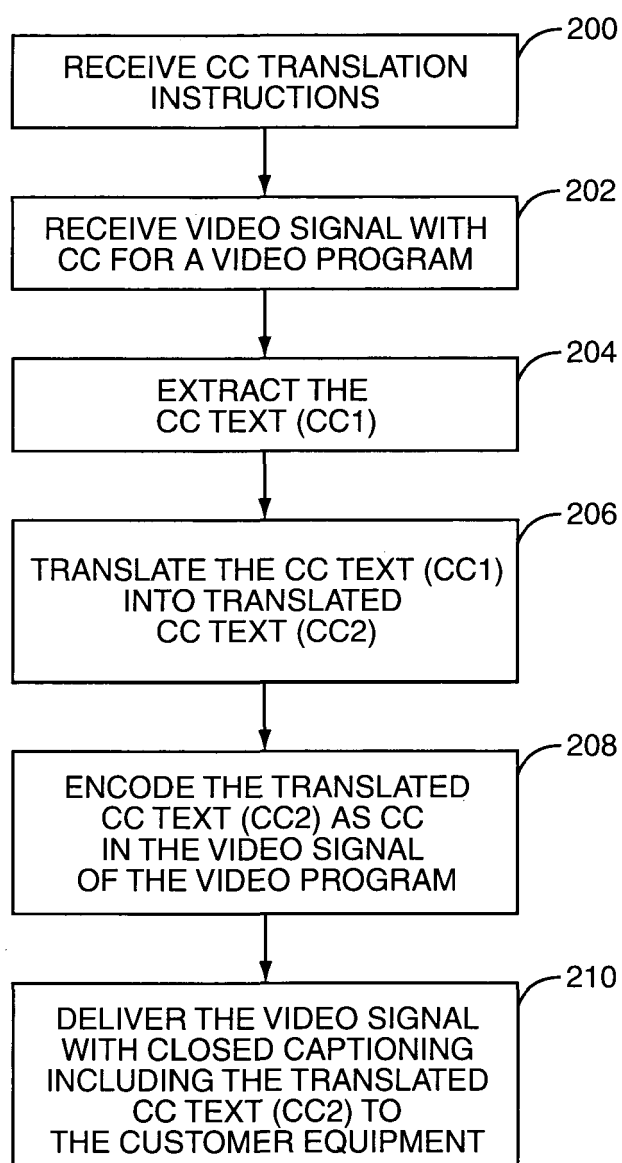 200
RECEIVE CC TRANSLATION
INSTRUCTIONS
202
RECEIVE VIDEO SIGNAL WITH
CC FOR A VIDEO PROGRAM
204
EXTRACT THE
CC TEXT (CC1)
206
TRANSLATE THE CC TEXT (CC1)
INTO TRANSLATED
CC TEXT (CC2)
208
ENCODE THE TRANSLATED
CC TEXT (CC2) AS CC
IN THE VIDEO SIGNAL
OF THE VIDEO PROGRAM
210
DELIVER THE VIDEO SIGNAL
WITH CLOSED CAPTIONING
INCLUDING THE TRANSLATED
CC TEXT (CC2) TO
THE CUSTOMER EQUIPMENT